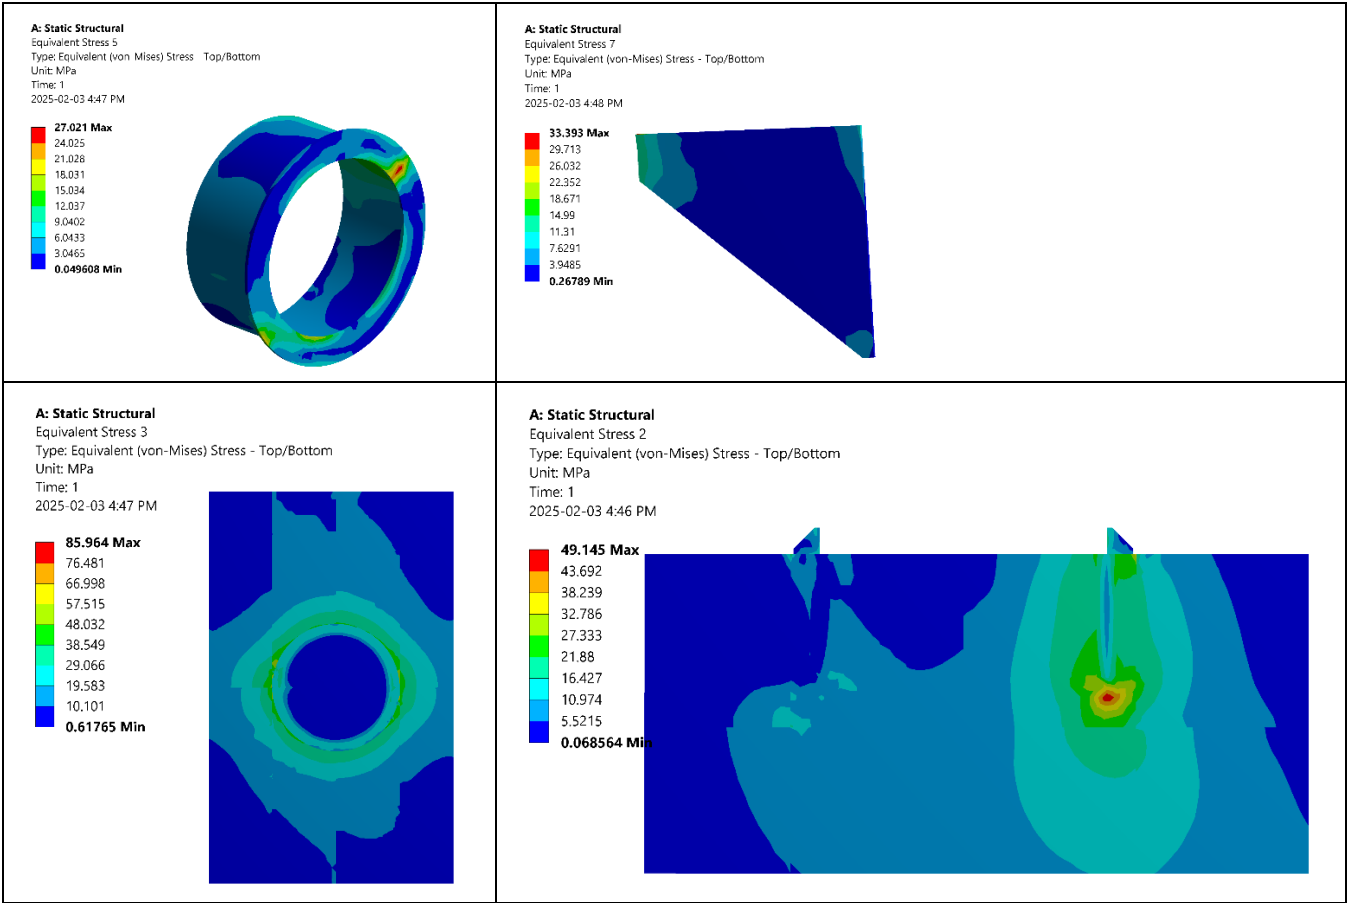 A: Static Structural
Equivalent Stress 5
Type: Equivalent (von Mises) Stress   Top/Bottom
Unit: MPa
Time: 1
2025-02-03 4:47 PM
27.021 Max
24.025
21.028
18.031
15.034
12.037
9.0402
6.0433
3.0465
0.049608 Min
A: Static Structural
Equivalent Stress 7
Type: Equivalent (von-Mises) Stress - Top/Bottom
Unit: MPa
Time: 1
2025-02-03 4:48 PM
33.393 Max
29.713
26.032
22.352
18.671
14.99
11.31
7.6291
3.9485
0.26789 Min
A: Static Structural
Equivalent Stress 3
Type: Equivalent (von-Mises) Stress - Top/Bottom
Unit: MPa
Time: 1
2025-02-03 4:47 PM
85.964 Max
76.481
66.998
57.515
48.032
38.549
29.066
19.583
10.101
0.61765 Min
A: Static Structural
Equivalent Stress 2
Type: Equivalent (von-Mises) Stress - Top/Bottom
Unit: MPa
Time: 1
2025-02-03 4:46 PM
49.145 Max
43.692
38.239
32.786
27.333
21.88
16.427
10.974
5.5215
0.068564 Min